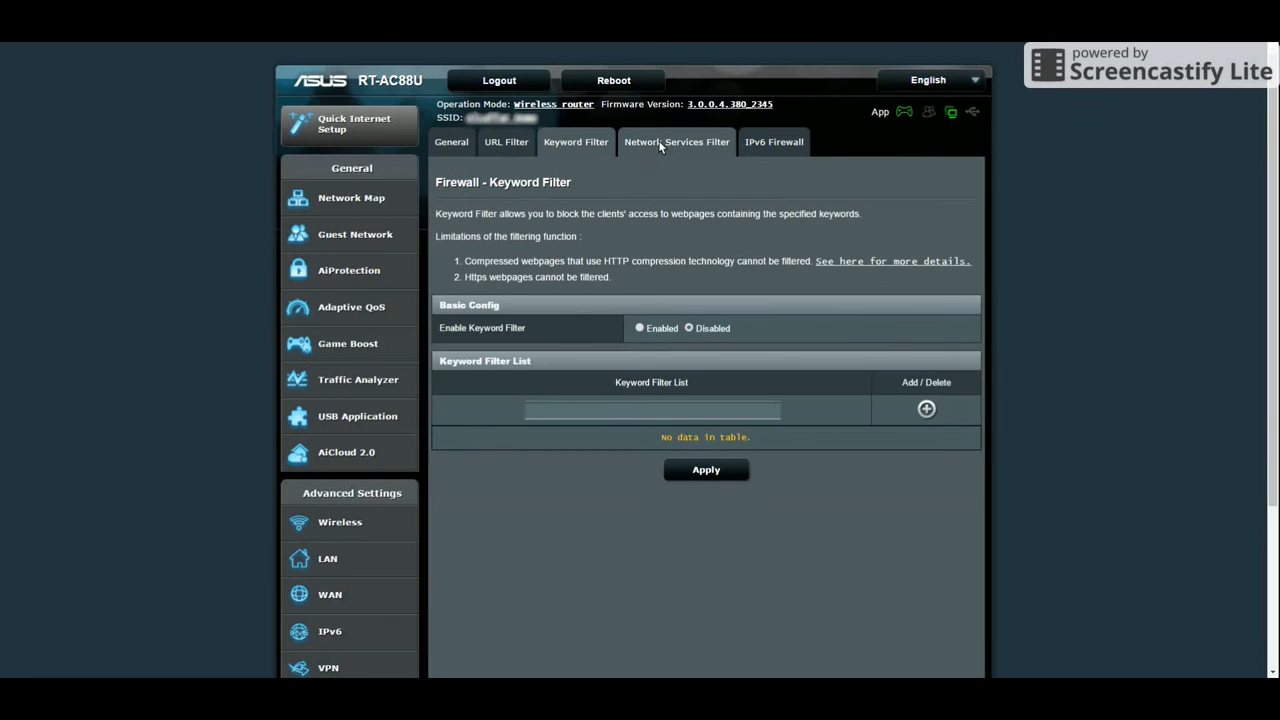 powered by
Screencastify Lite
ASUS RT-AC88U
Logout
Reboot
English
Quick Internet
Setup
Operation Mode: Wireless router Firmware Version: 3.0.0.4.380_2345
SSID:
App
General
URL Filter
Keyword Filter
Network Services Filter
IPv6 Firewall
General
Network Map
Guest Network
AiProtection
Adaptive QoS
Game Boost
Traffic Analyzer
USB Application
AiCloud 2.0
Advanced Settings
Wireless
LAN
WAN
IPv6
VPN
Firewall - Keyword Filter
Keyword Filter allows you to block the clients' access to webpages containing the specified keywords.
Limitations of the filtering function :
1. Compressed webpages that use HTTP compression technology cannot be filtered. See here for more details.
2. Https webpages cannot be filtered.
Basic Config
Enable Keyword Filter
Enabled Disabled
Keyword Filter List
Keyword Filter List
Add / Delete
No data in table.
Apply